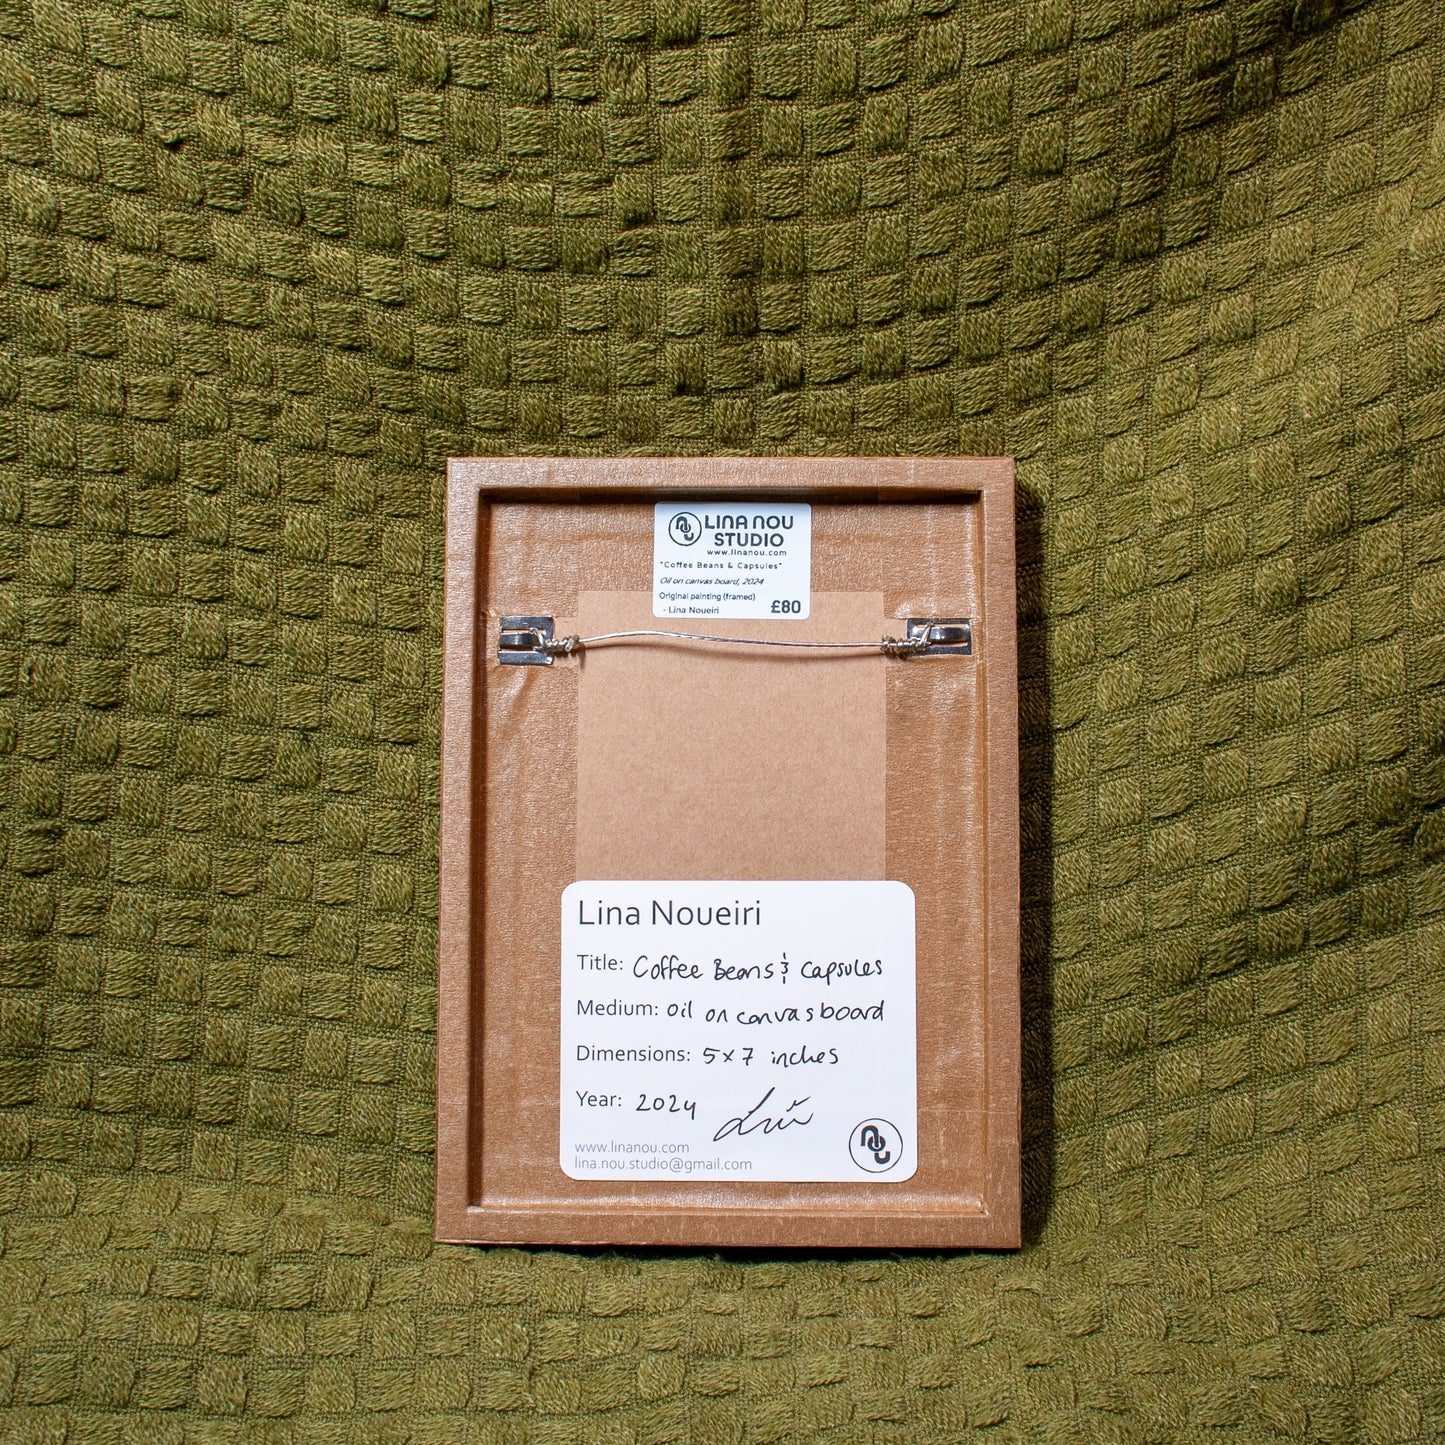 LINA NOU
STUDIO
www.linanou.com
"Coffee Beans & Capsules"
Oil on canvas board, 2024
Original painting (framed)
- Lina Noueiri £80
Lina Noueiri
Title: Coffee Beans & Capsules
Medium: Oil on canvas board
Dimensions: 5x7 inches
Year: 2024
www.linanou.com
lina.nou.studio@gmail.com